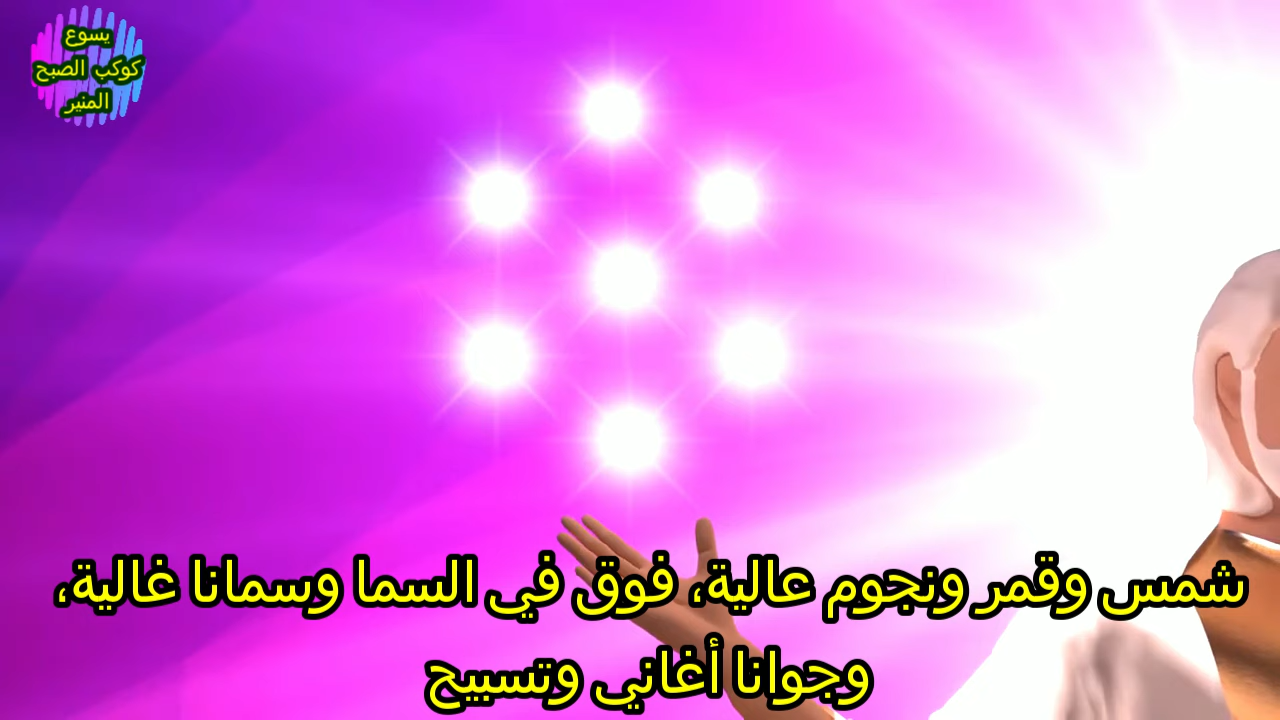 يسوع
كوكب الصبح
المنير
شمس وقمر ونجوم عالية، فوق في السما وسمانا غالية،
وجوانا أغاني وتسبيح